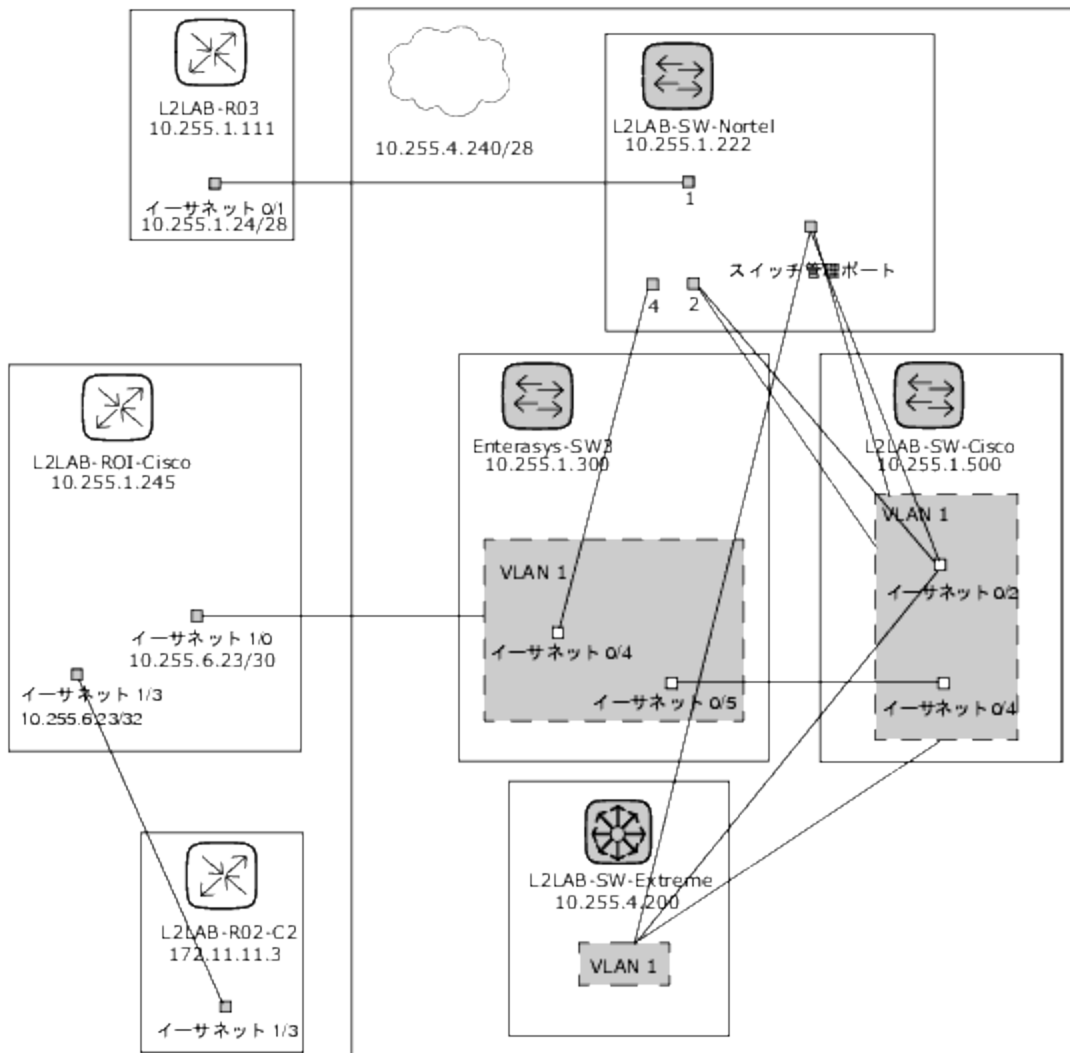 L2LAB-R03
10.255.1.111
イーサネット 0/1
10.255.1.24/28
10.255.4.240/28
L2LAB-SW-Nortel
10.255.1.222
1
スイッチ管理ポート
4
2
L2LAB-ROI-Cisco
10.255.1.245
イーサネット 1/0
10.255.6.23/30
イーサネット 1/3
10.255.6.23/32
Enterasys-SW3
10.255.1.300
VLAN 1
イーサネット 0/4
イーサネット 0/5
L2LAB-SW-Cisco
10.255.1.500
VLAN 1
イーサネット 0/2
イーサネット 0/4
L2LAB-SW-Extreme
10.255.4.200
VLAN 1
L2LAB-R02-C2
172.11.11.3
イーサネット 1/3